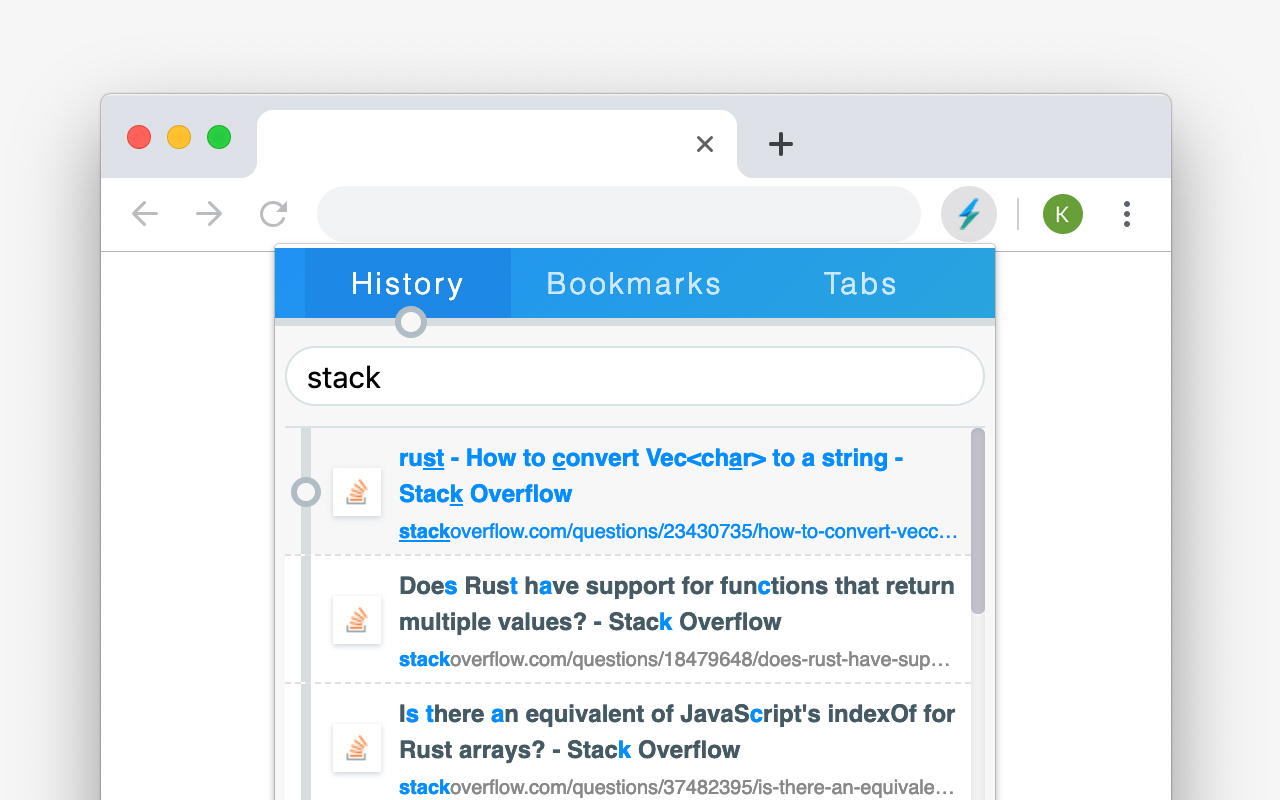 K
History Bookmarks Tabs
stack
rust - How to convert Vec<char> to a string -
Stack Overflow
stackoverflow.com/questions/23430735/how-to-convert-vecc…
Does Rust have support for functions that return
multiple values? - Stack Overflow
stackoverflow.com/questions/18479648/does-rust-have-sup…
Is there an equivalent of JavaScript's indexOf for
Rust arrays? - Stack Overflow
stackoverflow.com/questions/37482395/is-there-an-equivale…